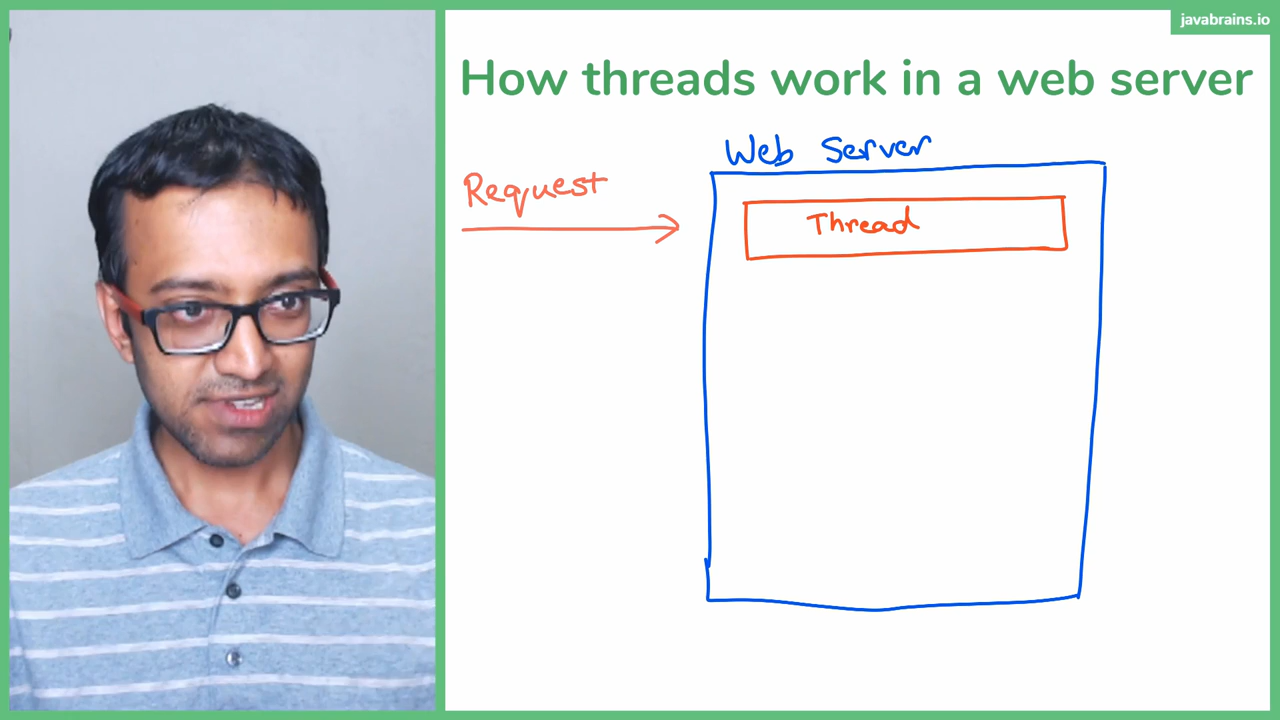 javabrains.io
How threads work in a web server
Web Server
Request
Thread